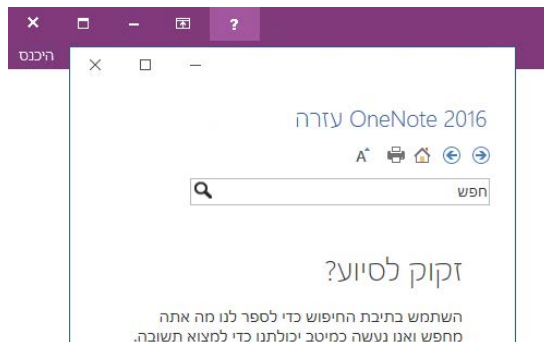 ?
היכנס
OneNote 2016 עזרה
A
חפש
זקוק לסיוע?
השתמש בתיבת החיפוש כדי לספר לנו מה אתה
מחפש ואנו נעשה כמיטב יכולתנו כדי למצוא תשובה.